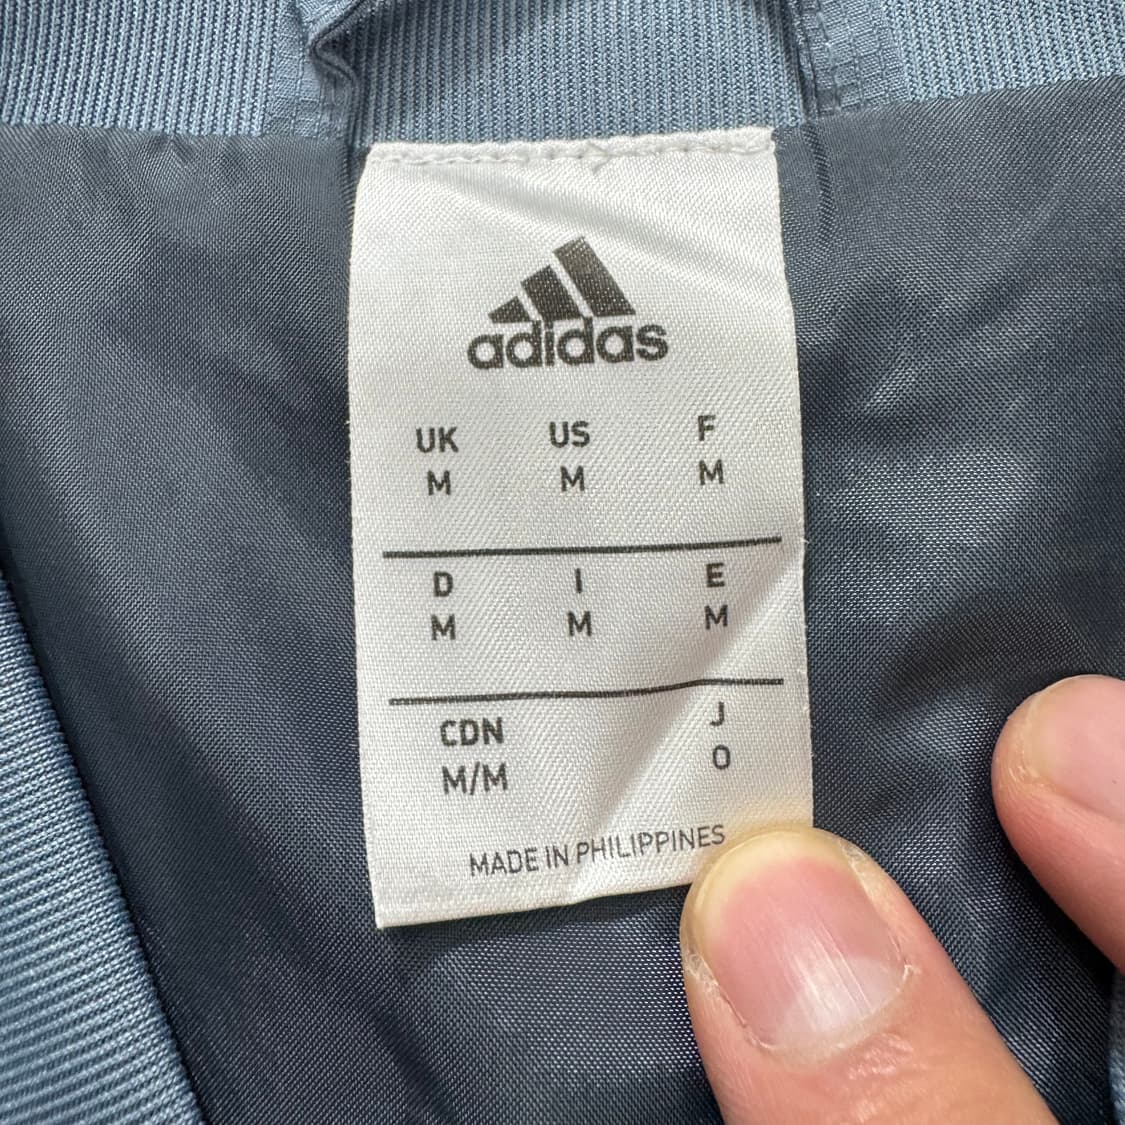 adidas
UK US F
M M M
D I E
M M M
CDN J
M/M O
MADE IN PHILIPPINES